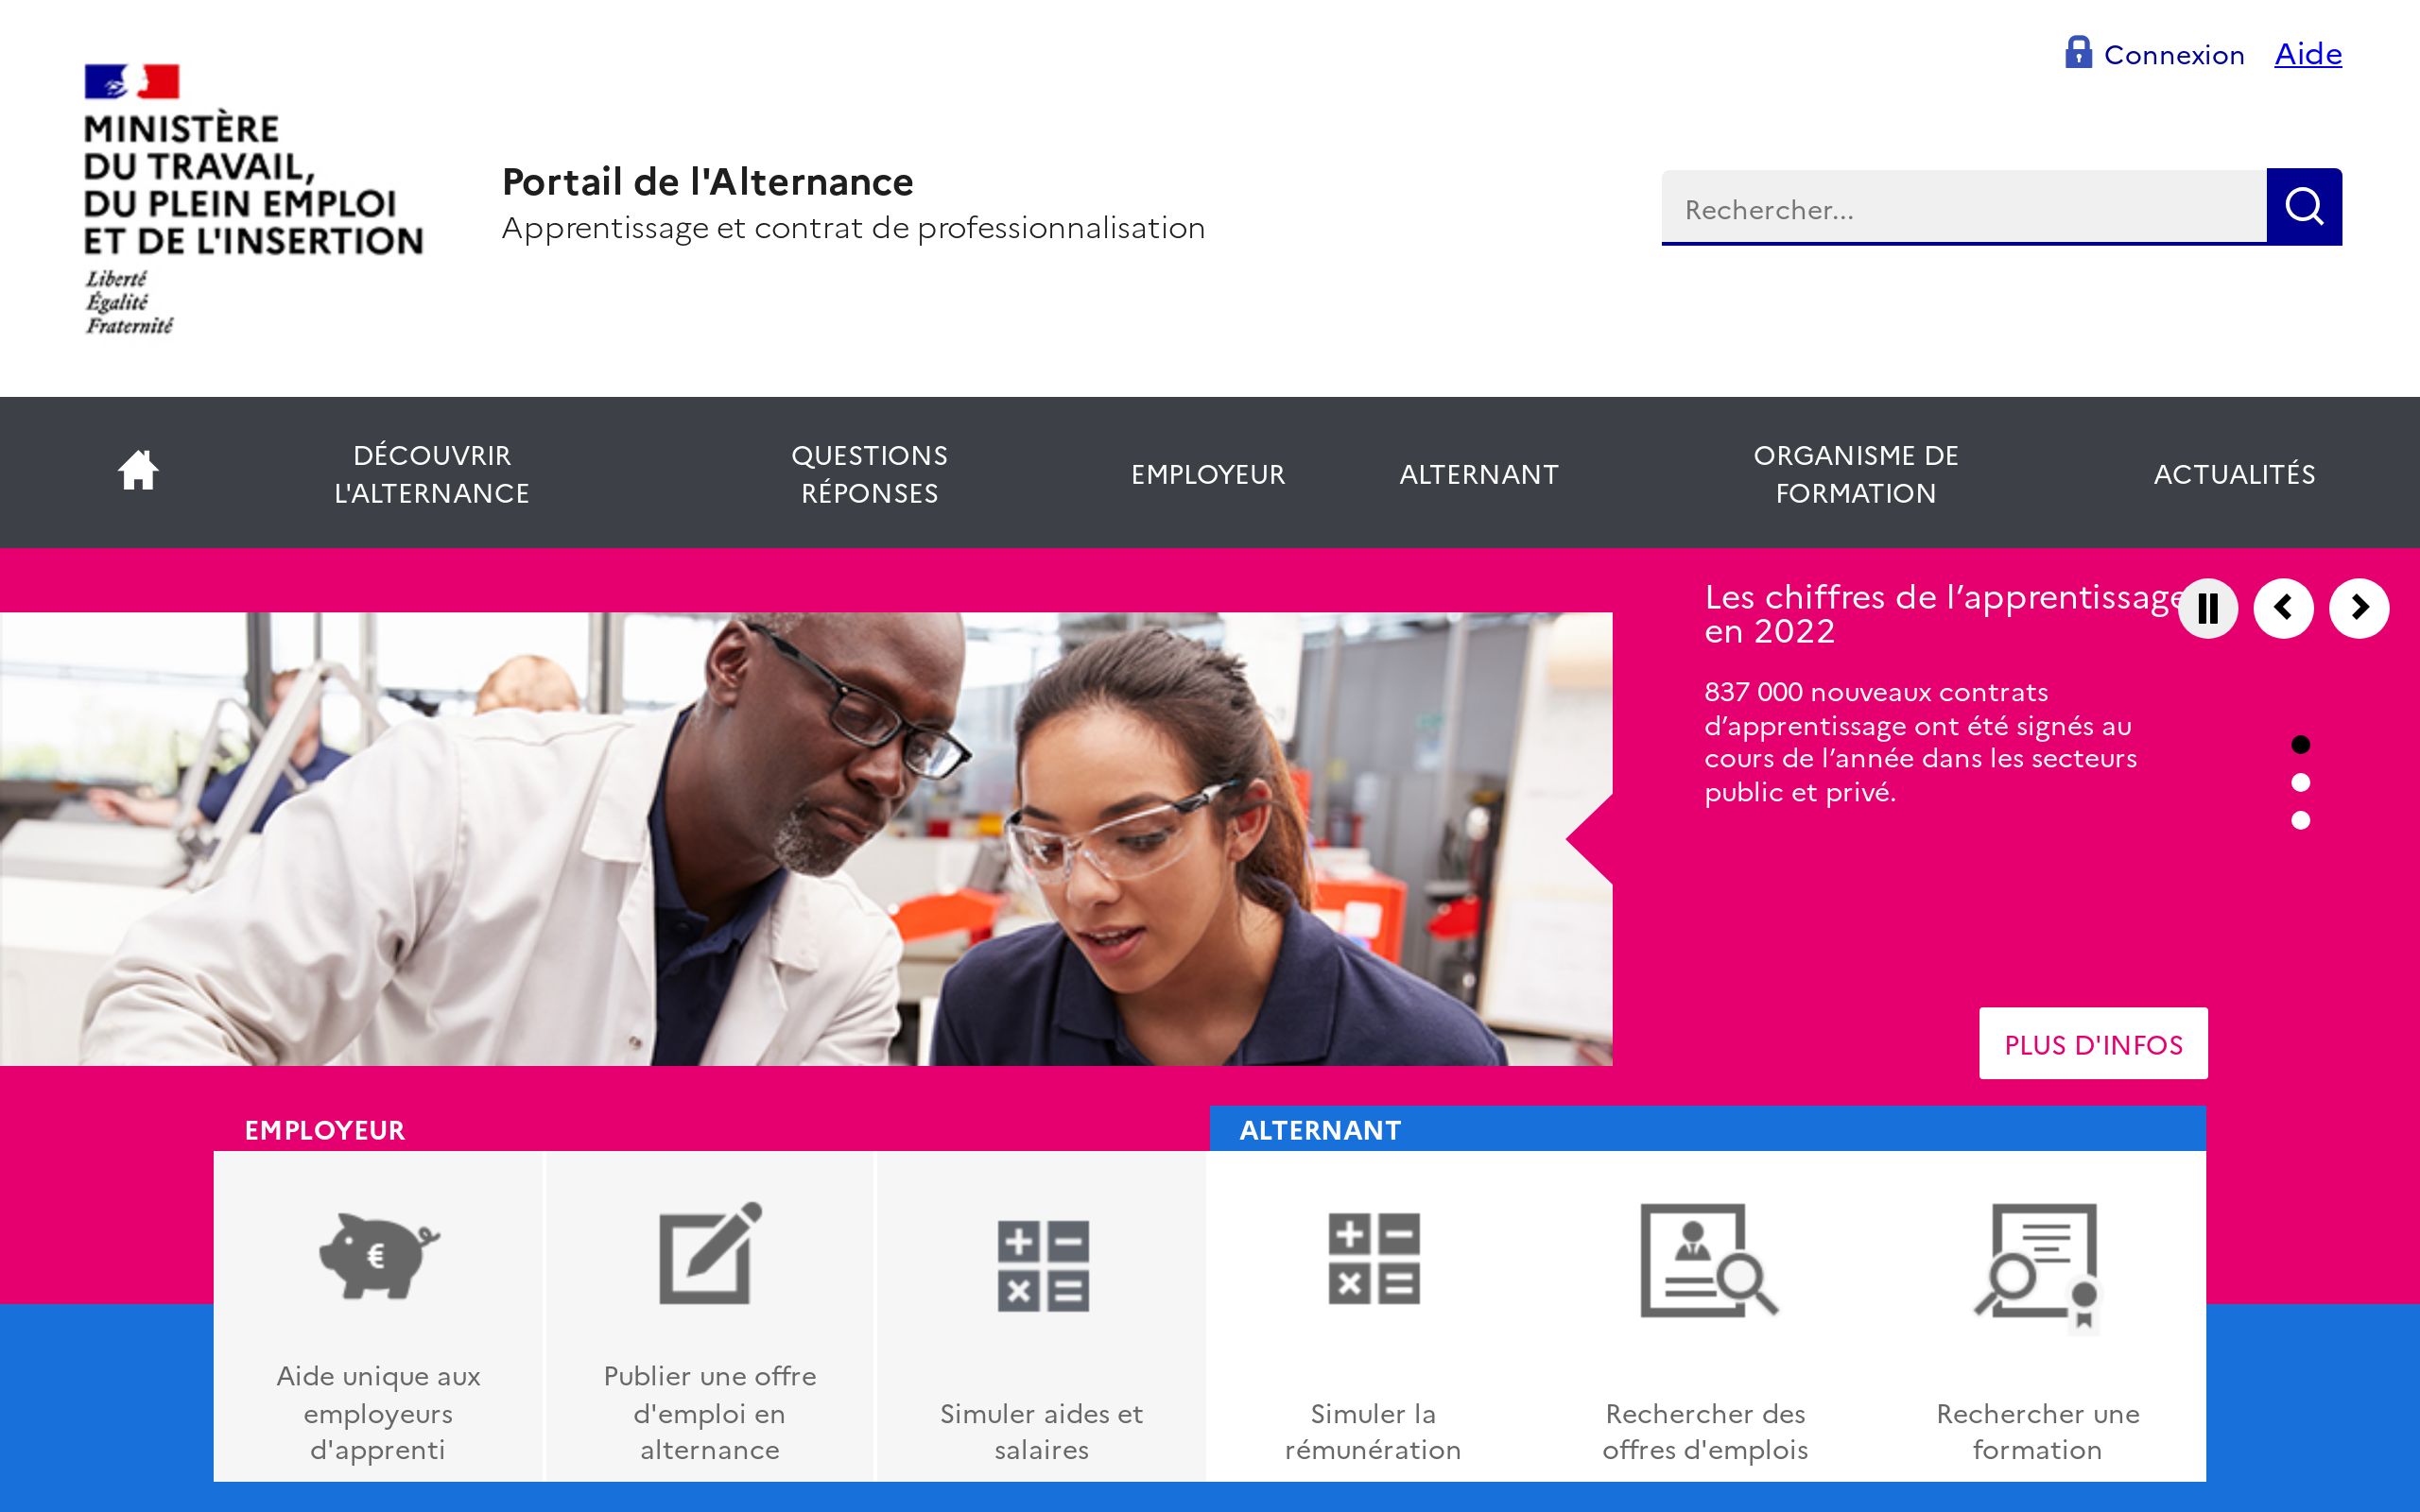 Connexion Aide
MINISTÈRE
DU TRAVAIL,
DU PLEIN EMPLOI
ET DE L'INSERTION
Liberté
Égalité
Fraternité
Portail de l'Alternance
Apprentissage et contrat de professionnalisation
Rechercher...
DÉCOUVRIR
L'ALTERNANCE
QUESTIONS
RÉPONSES
EMPLOYEUR
ALTERNANT
ORGANISME DE
FORMATION
ACTUALITÉS
Les chiffres de l’apprentissage
en 2022
837 000 nouveaux contrats
d’apprentissage ont été signés au
cours de l’année dans les secteurs
public et privé.
PLUS D'INFOS
EMPLOYEUR
Aide unique aux
employeurs
d'apprenti
Publier une offre
d'emploi en
alternance
Simuler aides et
salaires
ALTERNANT
Simuler la
rémunération
Rechercher des
offres d'emplois
Rechercher une
formation